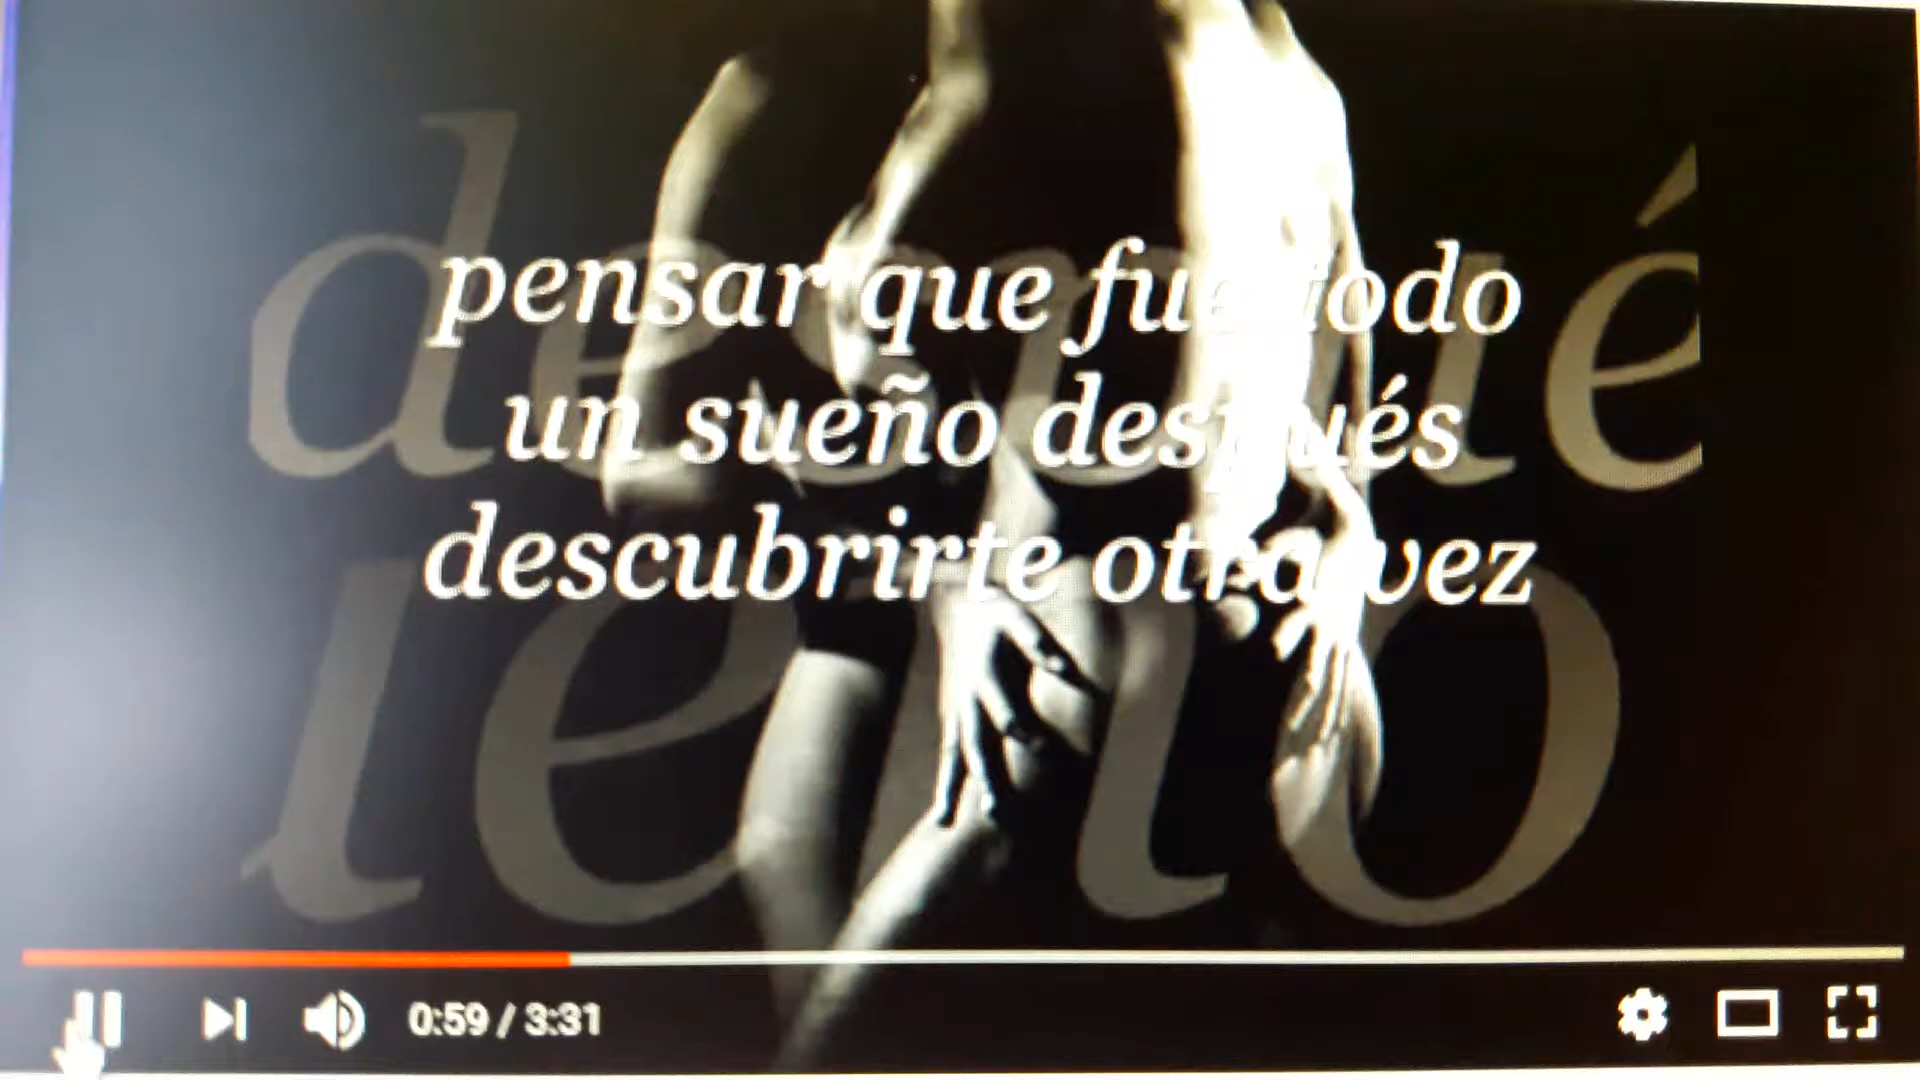 pensar que fue todo
un sueño después
descubrirte otra vez
0:59 / 3:31